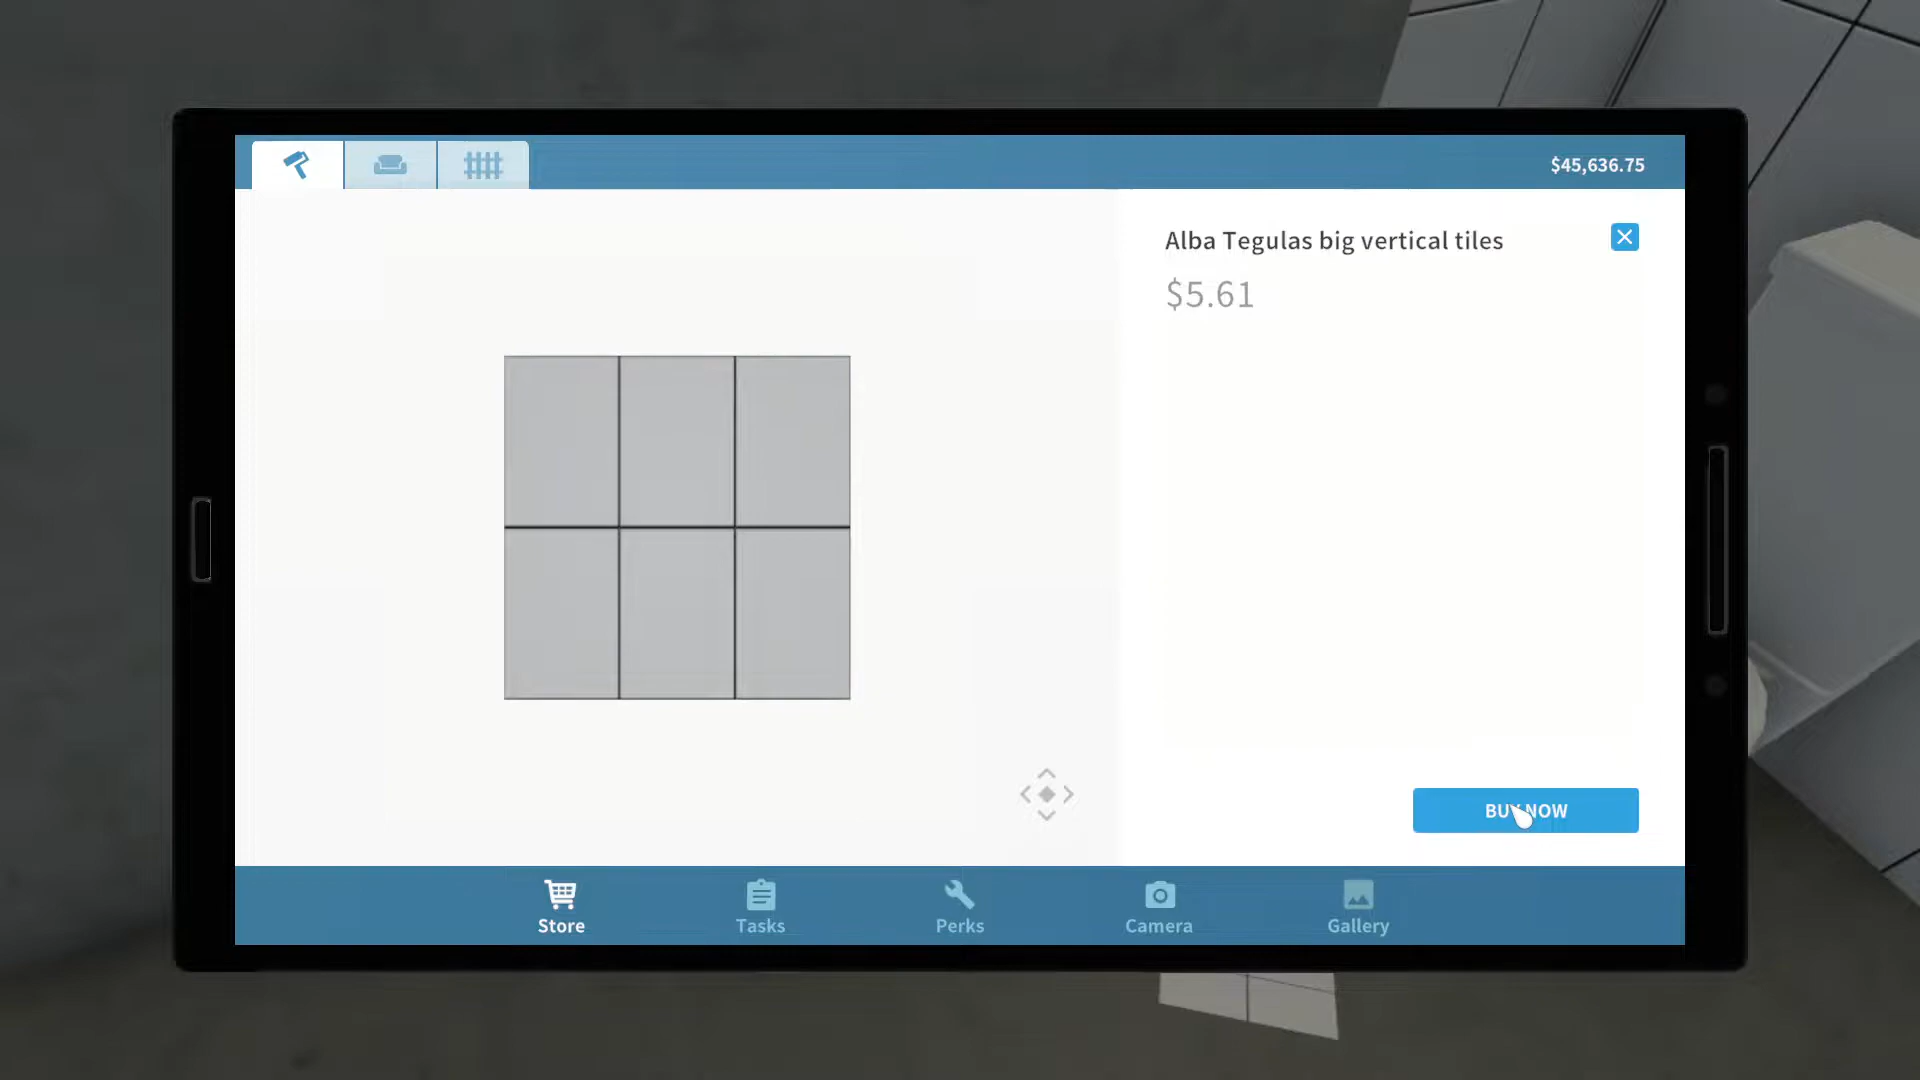 $45,636.75
Alba Tegulas big vertical tiles
$5.61
BUY NOW
Store
Tasks
Perks
Camera
Gallery